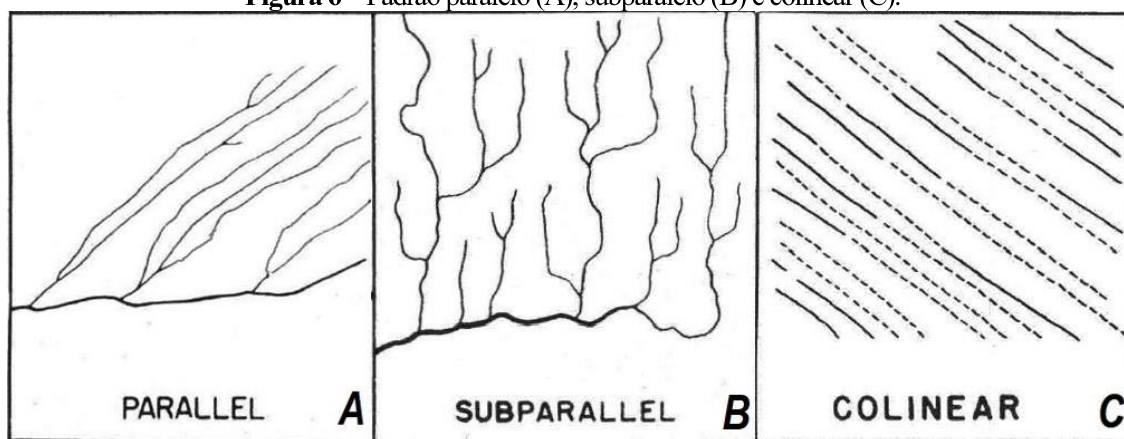 Figura 6 - Padrão paralelo (A), subparalelo (B) e colinear (C).
PARALLEL A
SUBPARALLEL B
COLINEAR C